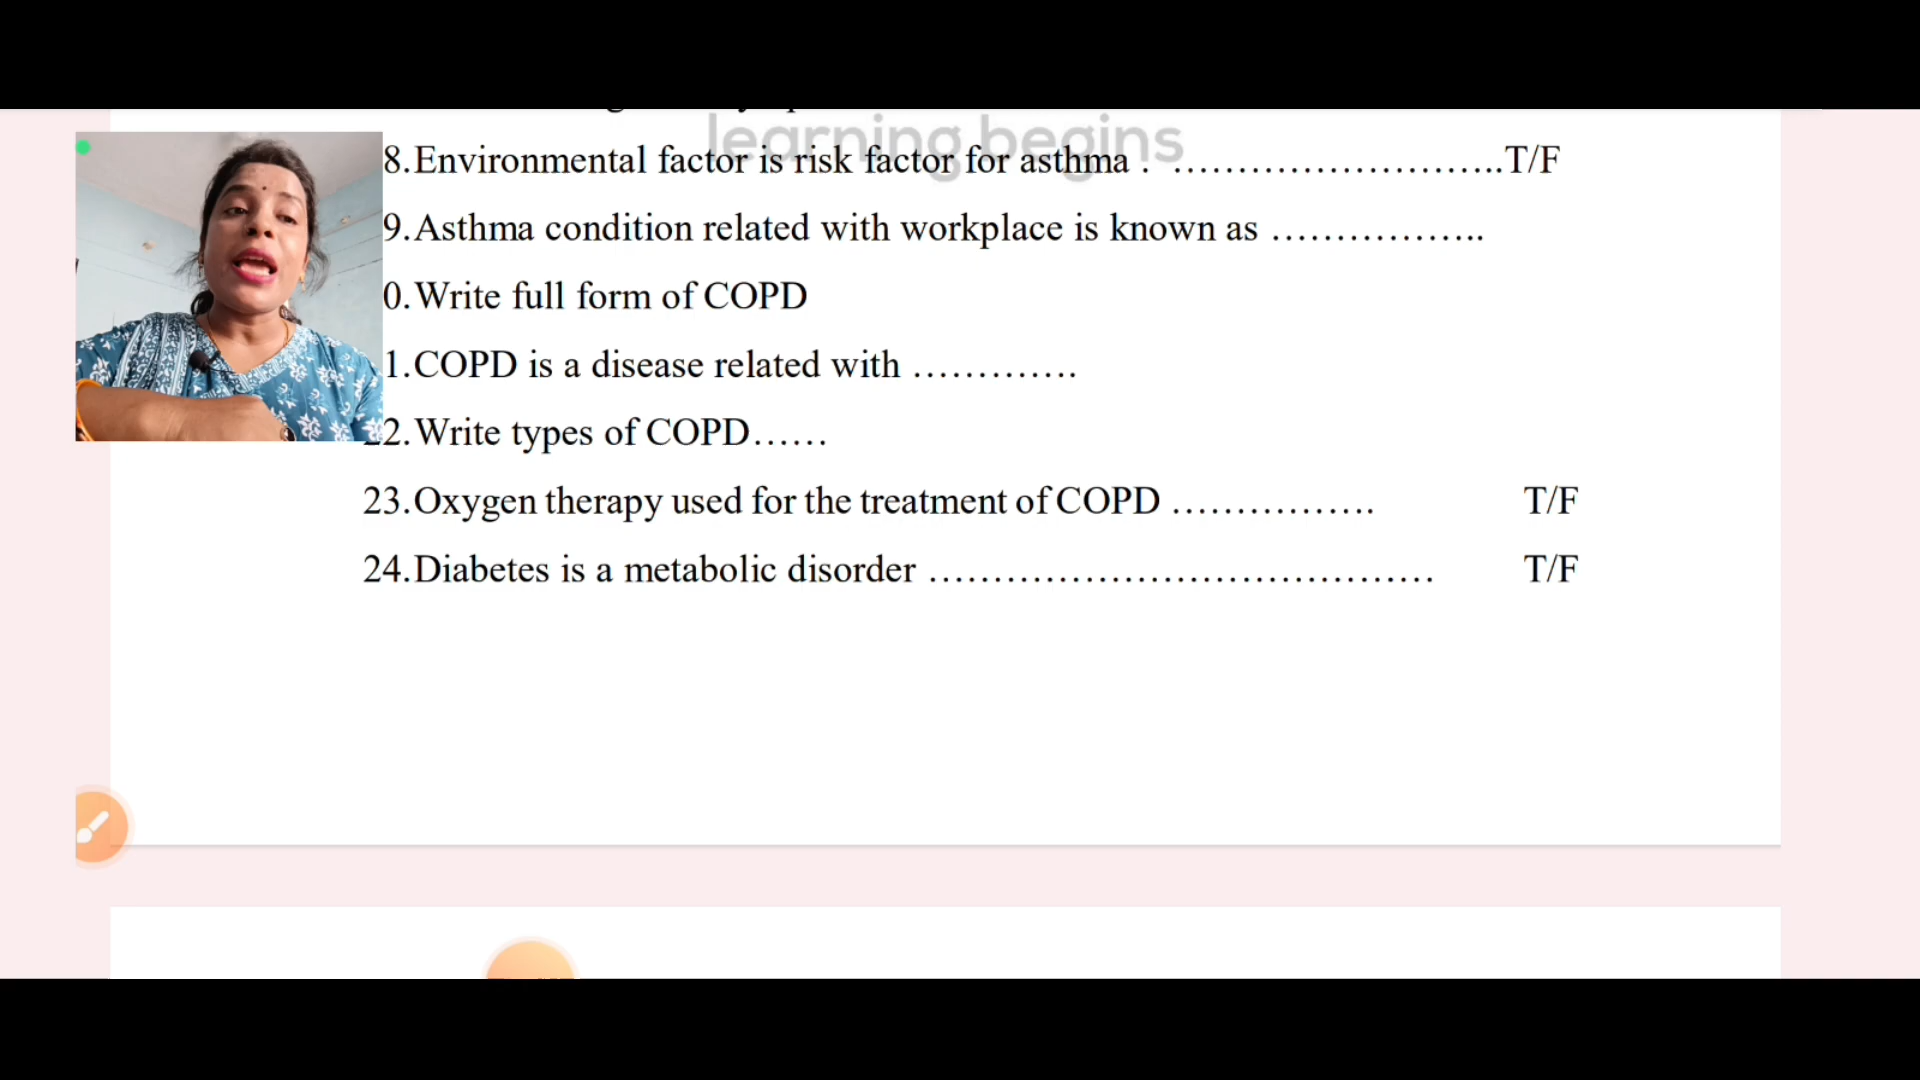 learning begins
8.Environmental factor is risk factor for asthma . ……………………..T/F
9.Asthma condition related with workplace is known as ……………..
0.Write full form of COPD
1.COPD is a disease related with ………….
22.Write types of COPD……
23.Oxygen therapy used for the treatment of COPD ……………. T/F
24.Diabetes is a metabolic disorder ………………………………… T/F